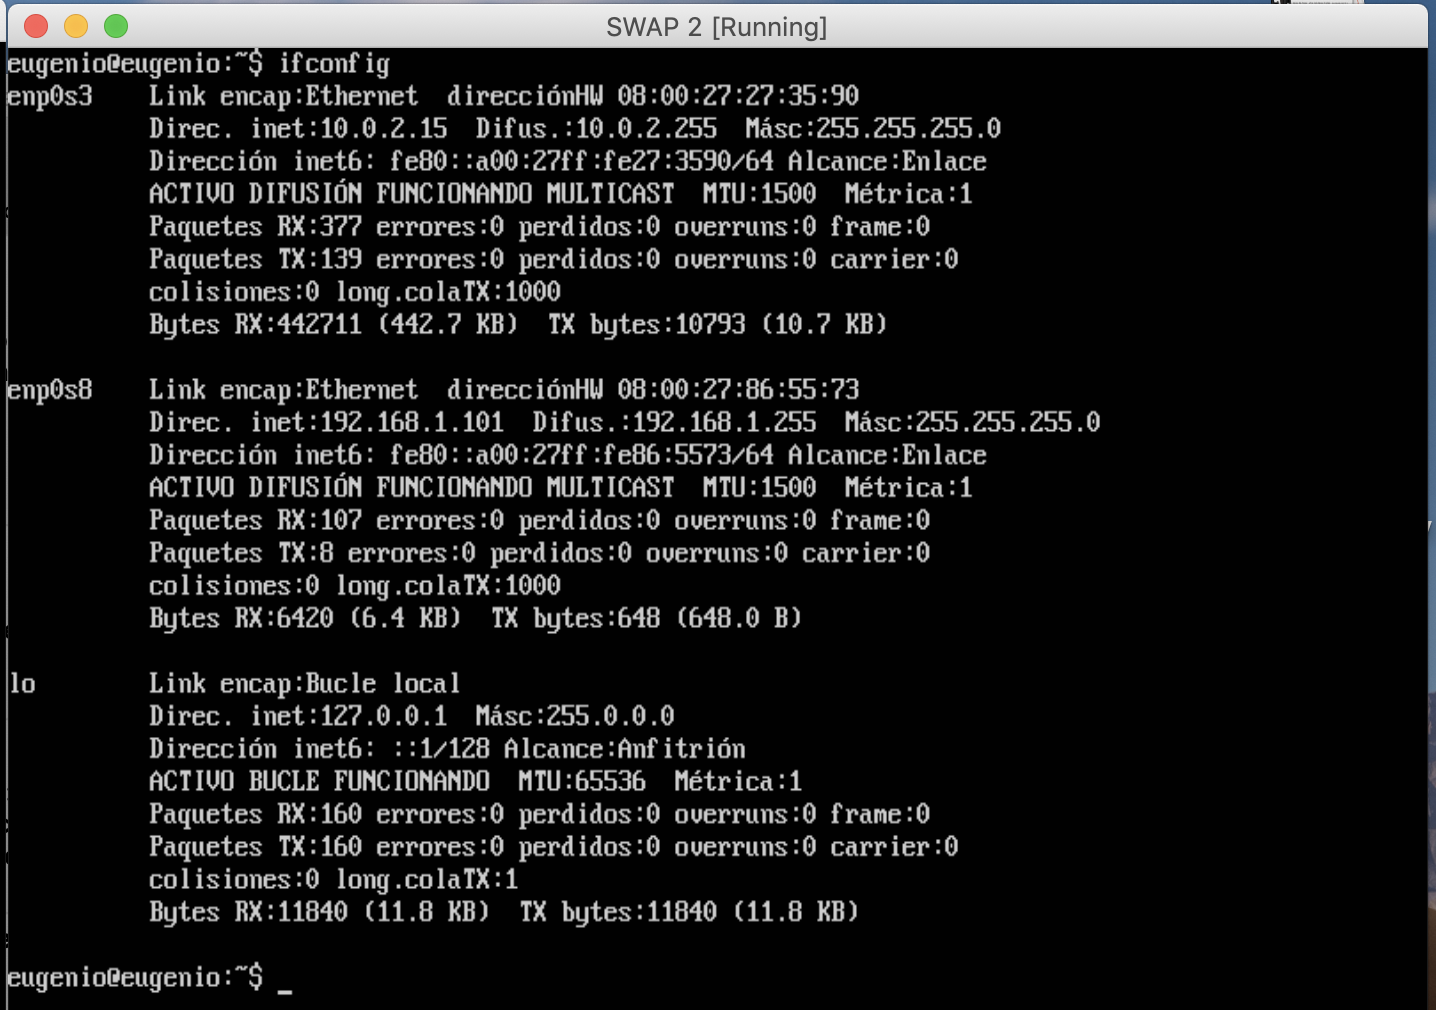 SWAP 2 [Running]
eugenio@eugenio:~$ ifconfig
enp0s3    Link encap:Ethernet  direcciónHW 08:00:27:27:35:90
          Direc. inet:10.0.2.15  Difus.:10.0.2.255  Másc:255.255.255.0
          Dirección inet6: fe80::a00:27ff:fe27:3590/64 Alcance:Enlace
          ACTIVO DIFUSIÓN FUNCIONANDO MULTICAST  MTU:1500  Métrica:1
          Paquetes RX:377 errores:0 perdidos:0 overruns:0 frame:0
          Paquetes TX:139 errores:0 perdidos:0 overruns:0 carrier:0
          colisiones:0 long.colaTX:1000
          Bytes RX:442711 (442.7 KB)  TX bytes:10793 (10.7 KB)

enp0s8    Link encap:Ethernet  direcciónHW 08:00:27:86:55:73
          Direc. inet:192.168.1.101  Difus.:192.168.1.255  Másc:255.255.255.0
          Dirección inet6: fe80::a00:27ff:fe86:5573/64 Alcance:Enlace
          ACTIVO DIFUSIÓN FUNCIONANDO MULTICAST  MTU:1500  Métrica:1
          Paquetes RX:107 errores:0 perdidos:0 overruns:0 frame:0
          Paquetes TX:8 errores:0 perdidos:0 overruns:0 carrier:0
          colisiones:0 long.colaTX:1000
          Bytes RX:6420 (6.4 KB)  TX bytes:648 (648.0 B)

lo        Link encap:Bucle local
          Direc. inet:127.0.0.1  Másc:255.0.0.0
          Dirección inet6: ::1/128 Alcance:Anfitrión
          ACTIVO BUCLE FUNCIONANDO  MTU:65536  Métrica:1
          Paquetes RX:160 errores:0 perdidos:0 overruns:0 frame:0
          Paquetes TX:160 errores:0 perdidos:0 overruns:0 carrier:0
          colisiones:0 long.colaTX:1
          Bytes RX:11840 (11.8 KB)  TX bytes:11840 (11.8 KB)

eugenio@eugenio:~$ _